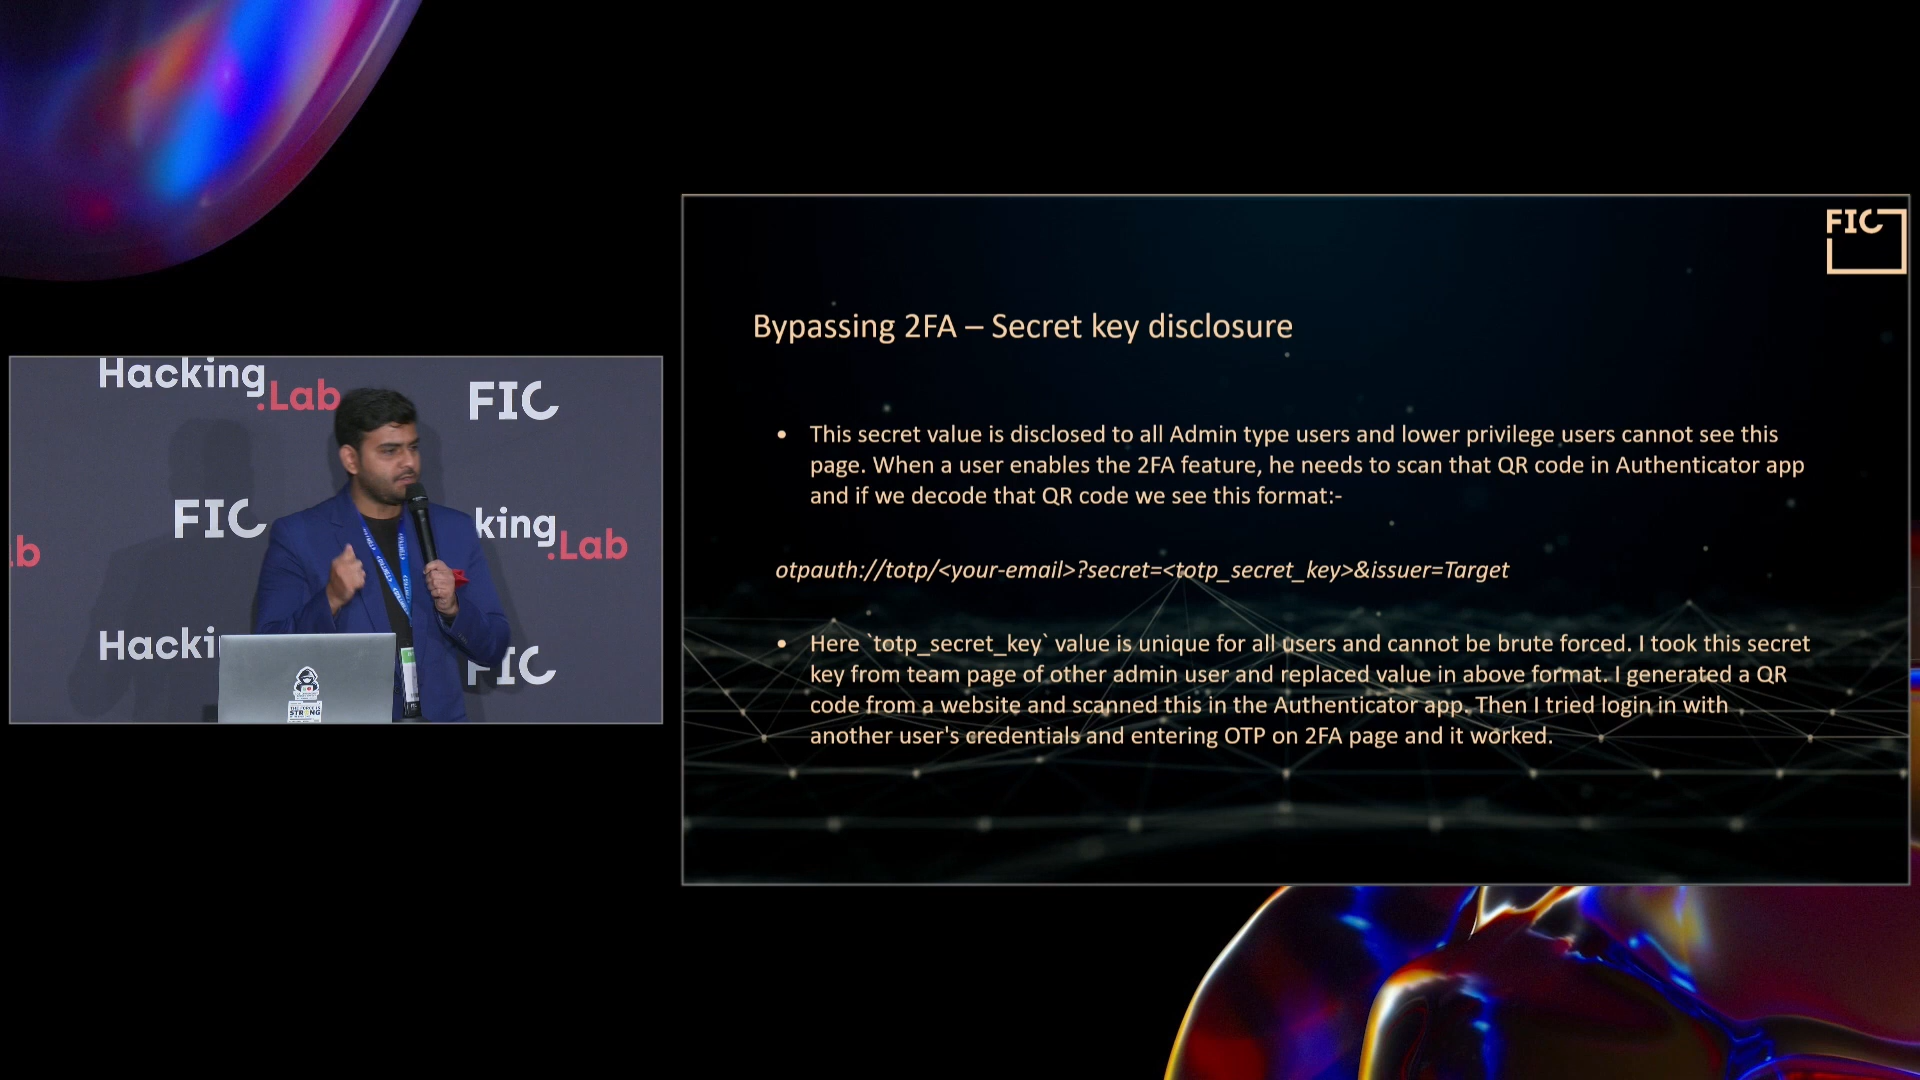 FIC
Bypassing 2FA – Secret key disclosure
• This secret value is disclosed to all Admin type users and lower privilege users cannot see this
page. When a user enables the 2FA feature, he needs to scan that QR code in Authenticator app
and if we decode that QR code we see this format:-
otpauth://totp/<your-email>?secret=<totp_secret_key>&issuer=Target
• Here `totp_secret_key` value is unique for all users and cannot be brute forced. I took this secret
key from team page of other admin user and replaced value in above format. I generated a QR
code from a website and scanned this in the Authenticator app. Then I tried login in with
another user's credentials and entering OTP on 2FA page and it worked.
Hacking
.Lab
FIC
FIC
king
.Lab
b
Hacki
FIC
THE FORCE IS
STRONG